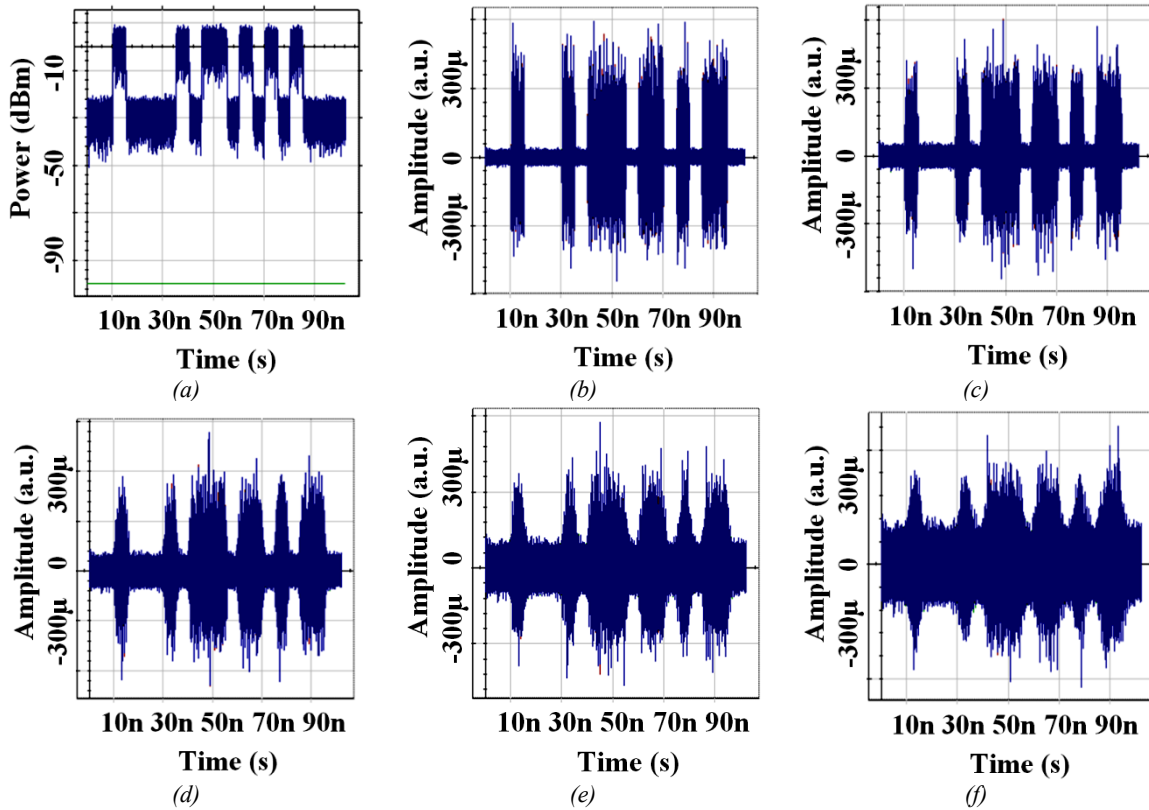 Power (dBm)
-10
-50
-90
10n 30n 50n 70n 90n
Time (s)
(a)
Amplitude (a.u.)
300µ
0
-300µ
10n 30n 50n 70n 90n
Time (s)
(b)
Amplitude (a.u.)
300µ
0
-300µ
10n 30n 50n 70n 90n
Time (s)
(c)
Amplitude (a.u.)
300µ
0
-300µ
10n 30n 50n 70n 90n
Time (s)
(d)
Amplitude (a.u.)
300µ
0
-300µ
10n 30n 50n 70n 90n
Time (s)
(e)
Amplitude (a.u.)
300µ
0
-300µ
10n 30n 50n 70n 90n
Time (s)
(f)